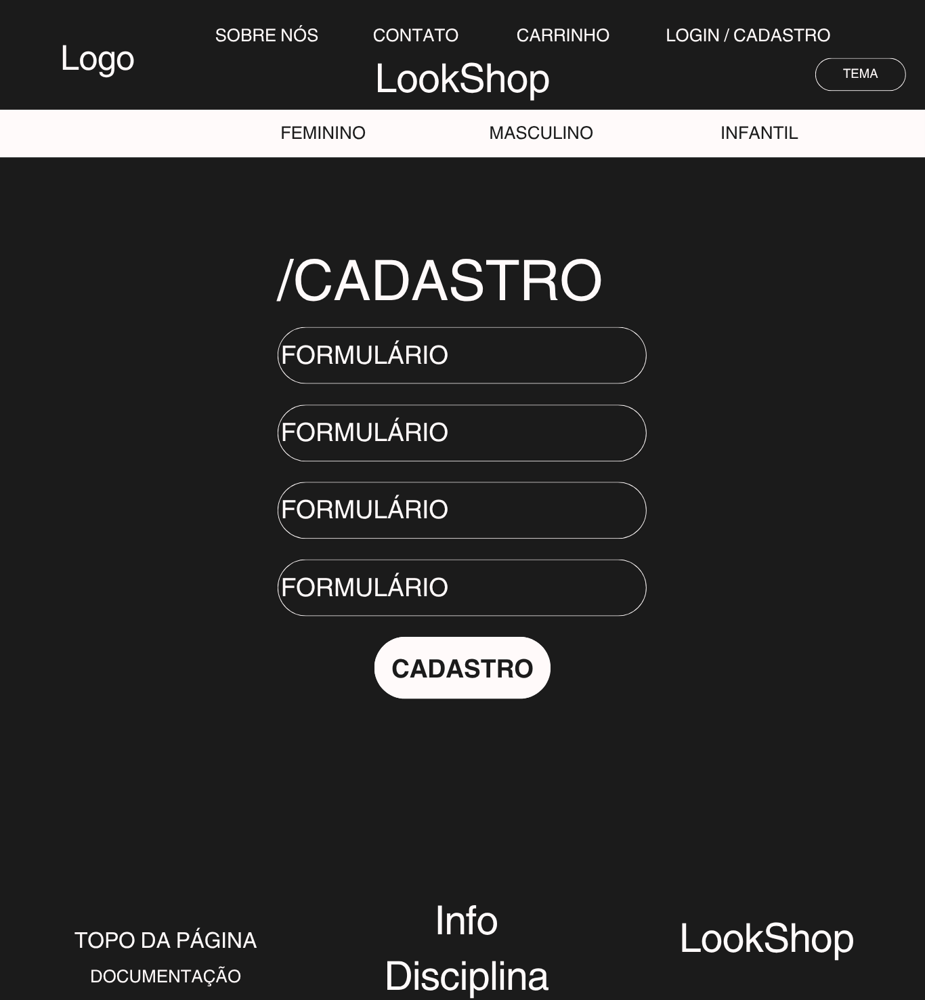 SOBRE NÓS CONTATO CARRINHO LOGIN / CADASTRO
Logo
LookShop
TEMA
FEMININO MASCULINO INFANTIL
/CADASTRO
FORMULÁRIO
FORMULÁRIO
FORMULÁRIO
FORMULÁRIO
CADASTRO
TOPO DA PÁGINA
DOCUMENTAÇÃO
Info
Disciplina
LookShop